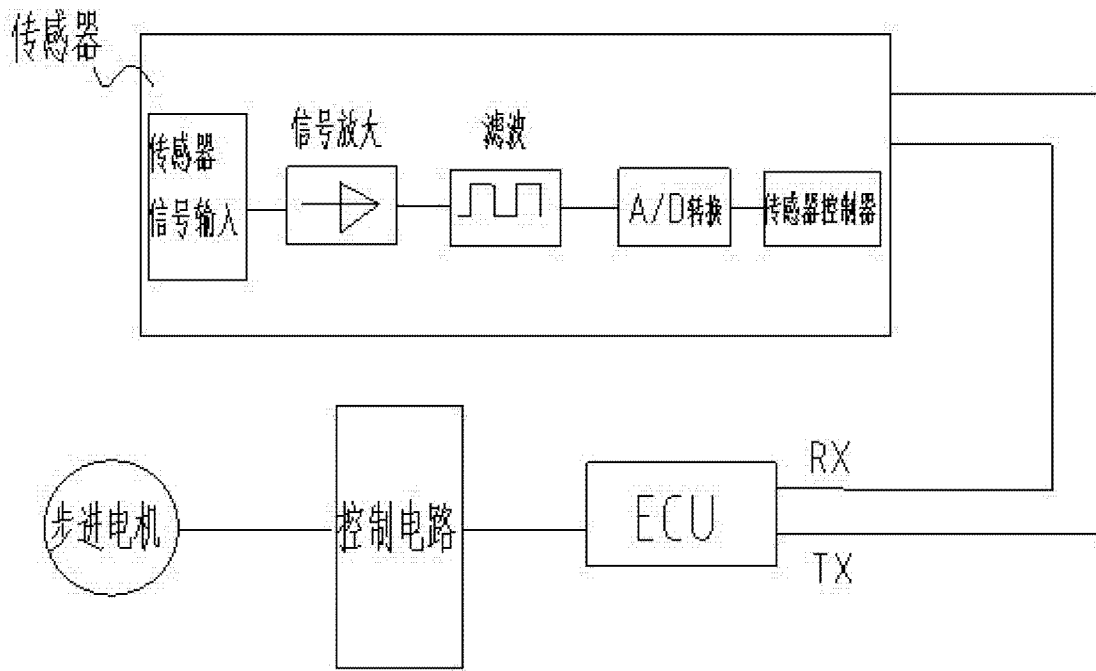 传感器
信号放大
滤波
传感器
信号输入
A/D转换
传感器控制器
RX
步进电机
控制电路
ECU
TX